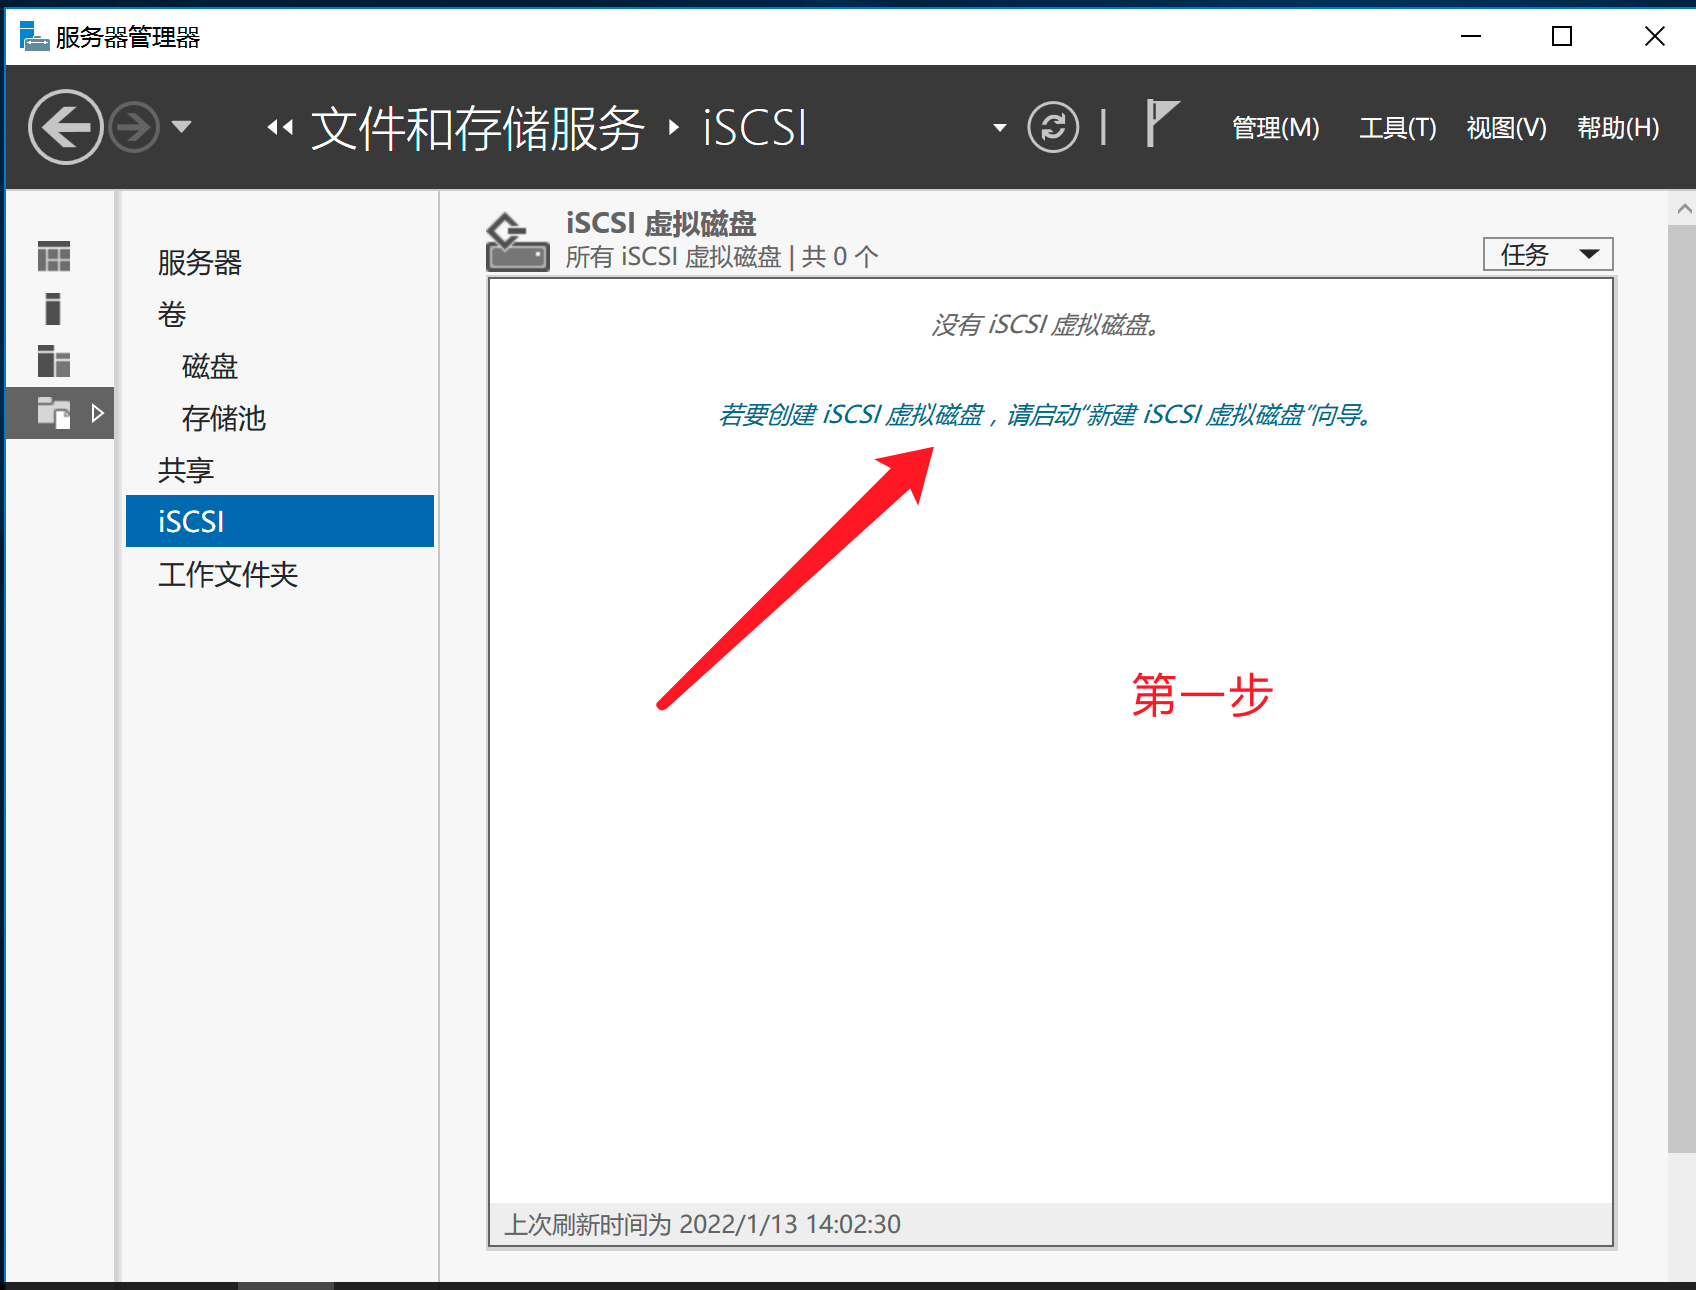 服务器管理器
文件和存储服务 iSCSI
管理(M) 工具(T) 视图(V) 帮助(H)
服务器
卷
磁盘
存储池
共享
iSCSI
工作文件夹
iSCSI 虚拟磁盘
所有 iSCSI 虚拟磁盘 | 共 0 个
任务
没有 iSCSI 虚拟磁盘。
若要创建 iSCSI 虚拟磁盘，请启动“新建 iSCSI 虚拟磁盘”向导。
第一步
上次刷新时间为 2022/1/13 14:02:30